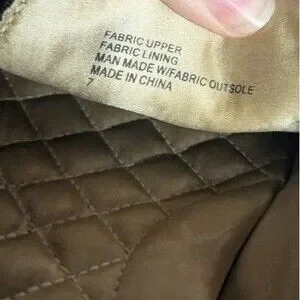 FABRIC UPPER
FABRIC LINING
MAN MADE W/FABRIC OUTSOLE
MADE IN CHINA
7